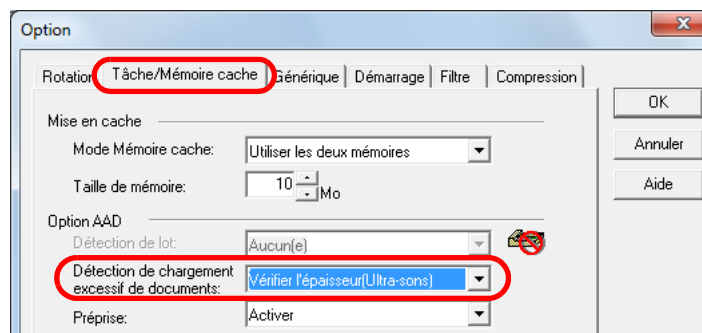 Option
Rotation Tâche/Mémoire cache Générique Démarrage Filtre Compression
OK
Mise en cache
Annuler
Mode Mémoire cache: Utiliser les deux mémoires
Aide
Taille de mémoire: 10 Mo
Option AAD
Détection de lot: Aucun(e)
Détection de chargement
excessif de documents: Vérifier l'épaisseur(Ultra-sons)
Préprise: Activer